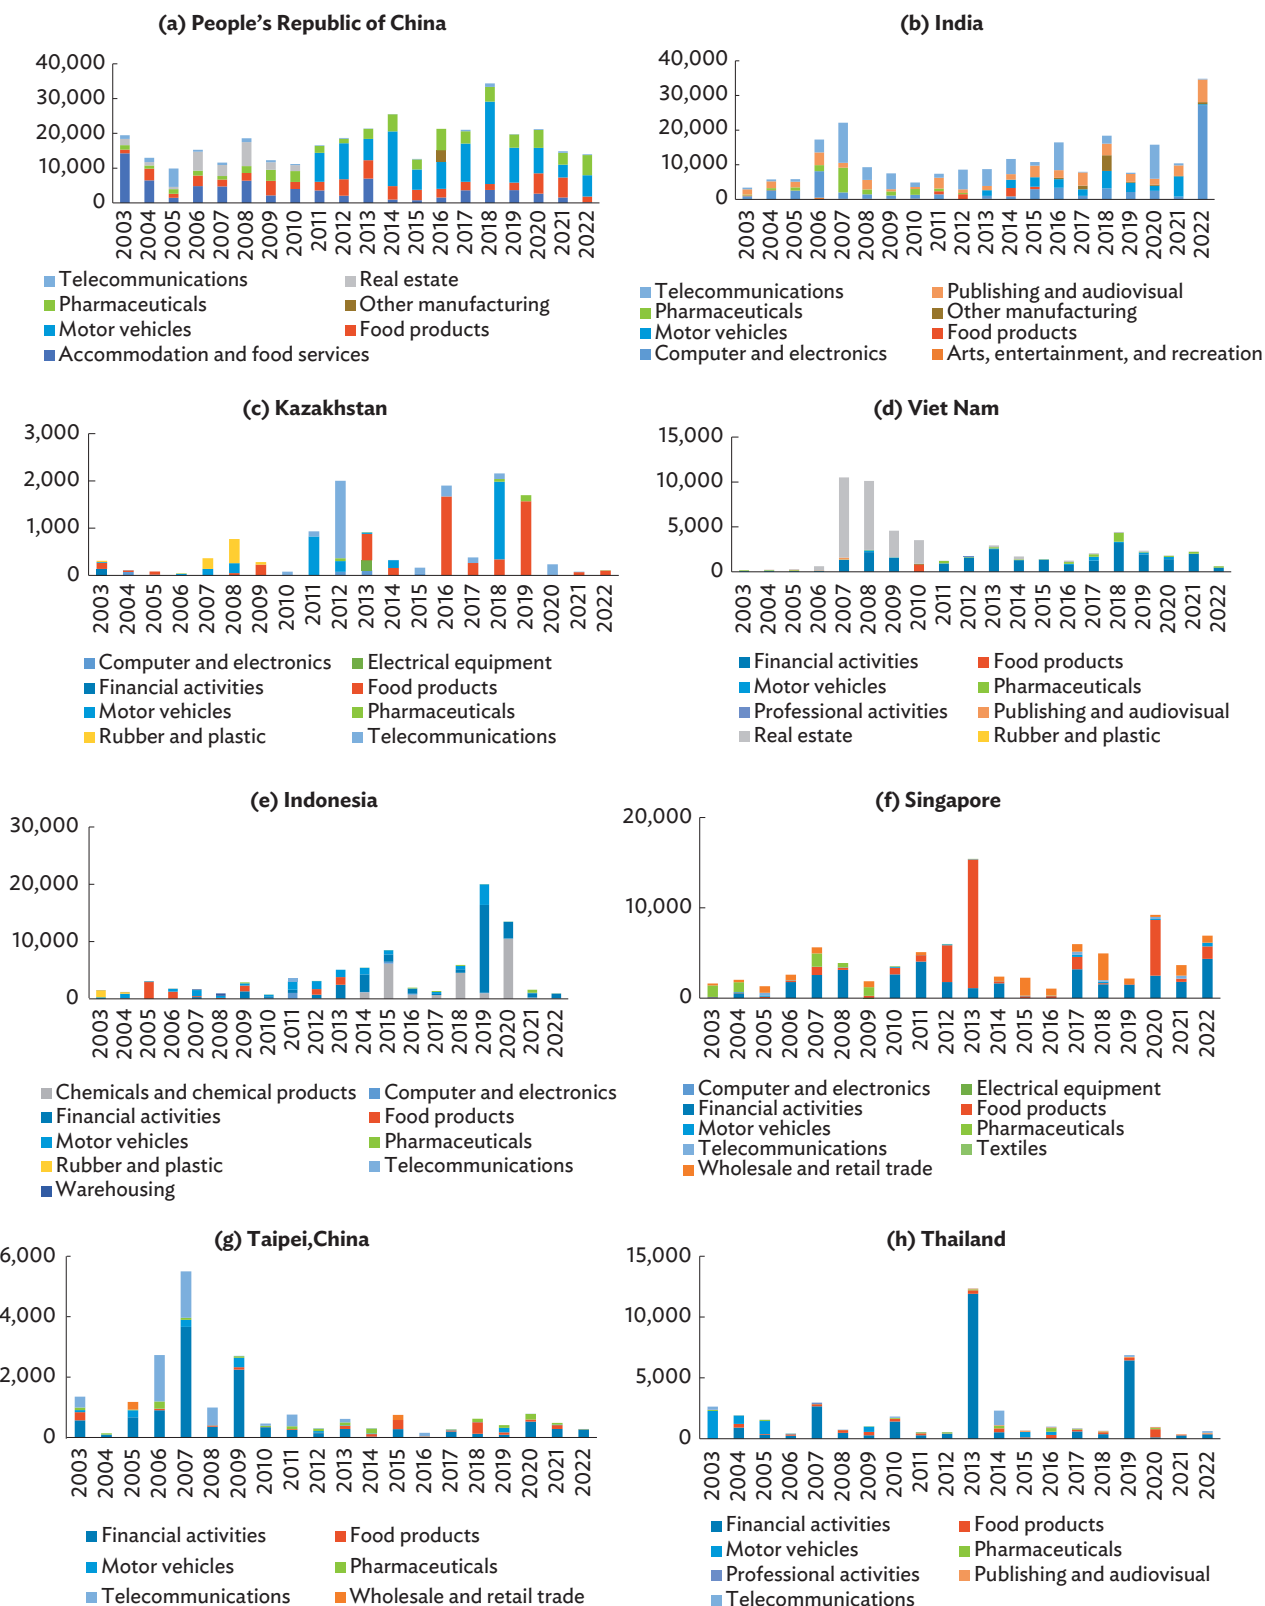 (a) People's Republic of China
40,000
30,000
20,000
10,000
0
2003 2004 2005 2006 2007 2008 2009 2010 2011 2012 2013 2014 2015 2016 2017 2018 2019 2020 2021 2022
Telecommunications Real estate
Pharmaceuticals Other manufacturing
Motor vehicles Food products
Accommodation and food services
(b) India
40,000
30,000
20,000
10,000
0
2003 2004 2005 2006 2007 2008 2009 2010 2011 2012 2013 2014 2015 2016 2017 2018 2019 2020 2021 2022
Telecommunications Publishing and audiovisual
Pharmaceuticals Other manufacturing
Motor vehicles Food products
Computer and electronics Arts, entertainment, and recreation
(c) Kazakhstan
3,000
2,000
1,000
0
2003 2004 2005 2006 2007 2008 2009 2010 2011 2012 2013 2014 2015 2016 2017 2018 2019 2020 2021 2022
Computer and electronics Electrical equipment
Financial activities Food products
Motor vehicles Pharmaceuticals
Rubber and plastic Telecommunications
(d) Viet Nam
15,000
10,000
5,000
0
2003 2004 2005 2006 2007 2008 2009 2010 2011 2012 2013 2014 2015 2016 2017 2018 2019 2020 2021 2022
Financial activities Food products
Motor vehicles Pharmaceuticals
Professional activities Publishing and audiovisual
Real estate Rubber and plastic
(e) Indonesia
30,000
20,000
10,000
0
2003 2004 2005 2006 2007 2008 2009 2010 2011 2012 2013 2014 2015 2016 2017 2018 2019 2020 2021 2022
Chemicals and chemical products Computer and electronics
Financial activities Food products
Motor vehicles Pharmaceuticals
Rubber and plastic Telecommunications
Warehousing
(f) Singapore
20,000
10,000
0
2003 2004 2005 2006 2007 2008 2009 2010 2011 2012 2013 2014 2015 2016 2017 2018 2019 2020 2021 2022
Computer and electronics Electrical equipment
Financial activities Food products
Motor vehicles Pharmaceuticals
Telecommunications Textiles
Wholesale and retail trade
(g) Taipei,China
6,000
4,000
2,000
0
2003 2004 2005 2006 2007 2008 2009 2010 2011 2012 2013 2014 2015 2016 2017 2018 2019 2020 2021 2022
Financial activities Food products
Motor vehicles Pharmaceuticals
Telecommunications Wholesale and retail trade
(h) Thailand
15,000
10,000
5,000
0
2003 2004 2005 2006 2007 2008 2009 2010 2011 2012 2013 2014 2015 2016 2017 2018 2019 2020 2021 2022
Financial activities Food products
Motor vehicles Pharmaceuticals
Professional activities Publishing and audiovisual
Telecommunications